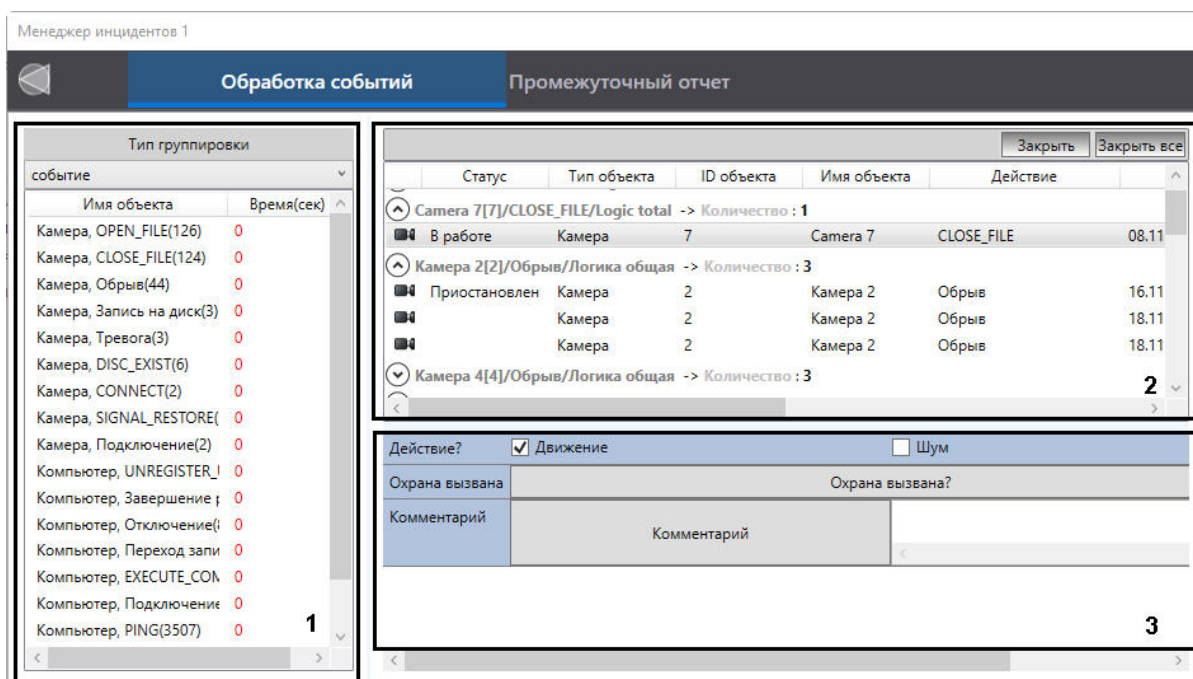 Менеджер инцидентов 1
Обработка событий Промежуточный отчет
Тип группировки
событие
Имя объекта Время(сек)
Камера, OPEN_FILE(126) 0
Камера, CLOSE_FILE(124) 0
Камера, Обрыв(44) 0
Камера, Запись на диск(3) 0
Камера, Тревога(3) 0
Камера, DISC_EXIST(6) 0
Камера, CONNECT(2) 0
Камера, SIGNAL_RESTORE( 0
Камера, Подключение(2) 0
Компьютер, UNREGISTER_ 0
Компьютер, Завершение 0
Компьютер, Отключение( 0
Компьютер, Переход запи 0
Компьютер, EXECUTE_COM 0
Компьютер, Подключение 0
Компьютер, PING(3507) 0
1
Закрыть Закрыть все
Статус Тип объекта ID объекта Имя объекта Действие
Camera 7[7]/CLOSE_FILE/Logic total -> Количество : 1
В работе Камера 7 Camera 7 CLOSE_FILE 08.11
Камера 2[2]/Обрыв/Логика общая -> Количество : 3
Приостановлен Камера 2 Камера 2 Обрыв 16.11
Камера 2 Камера 2 Обрыв 18.11
Камера 2 Камера 2 Обрыв 18.11
Камера 4[4]/Обрыв/Логика общая -> Количество : 3
2
Действие? Движение Шум
Охрана вызвана Охрана вызвана?
Комментарий Комментарий
3